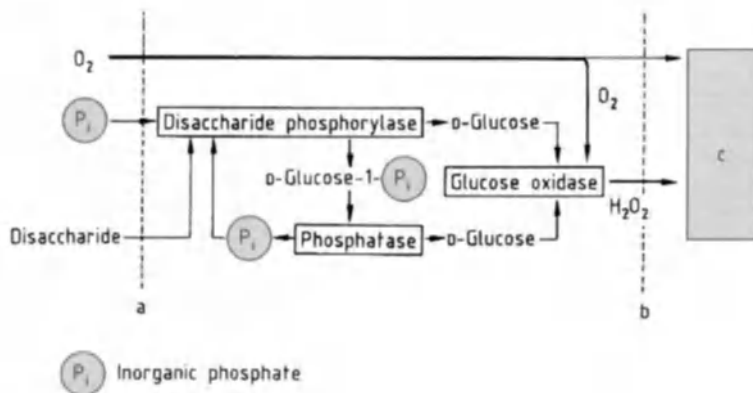 O₂
O₂
Pᵢ
Disaccharide phosphorylase
D-Glucose
D-Glucose-1-
Pᵢ
Glucose oxidase
c
H₂O₂
Disaccharide
Pᵢ
Phosphatase
D-Glucose
a
b
Pᵢ Inorganic phosphate